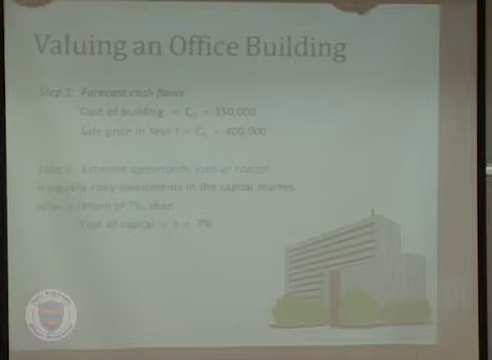 Valuing an Office Building
Step 1: Forecast cash flows
Cost of building = C₀ = 350,000
Sale price in Year 1 = C₁ = 400,000
Step 2: Estimate opportunity cost of capital
If equally risky investments in the capital market
offer a return of 7%, then
Cost of capital = r = 7%